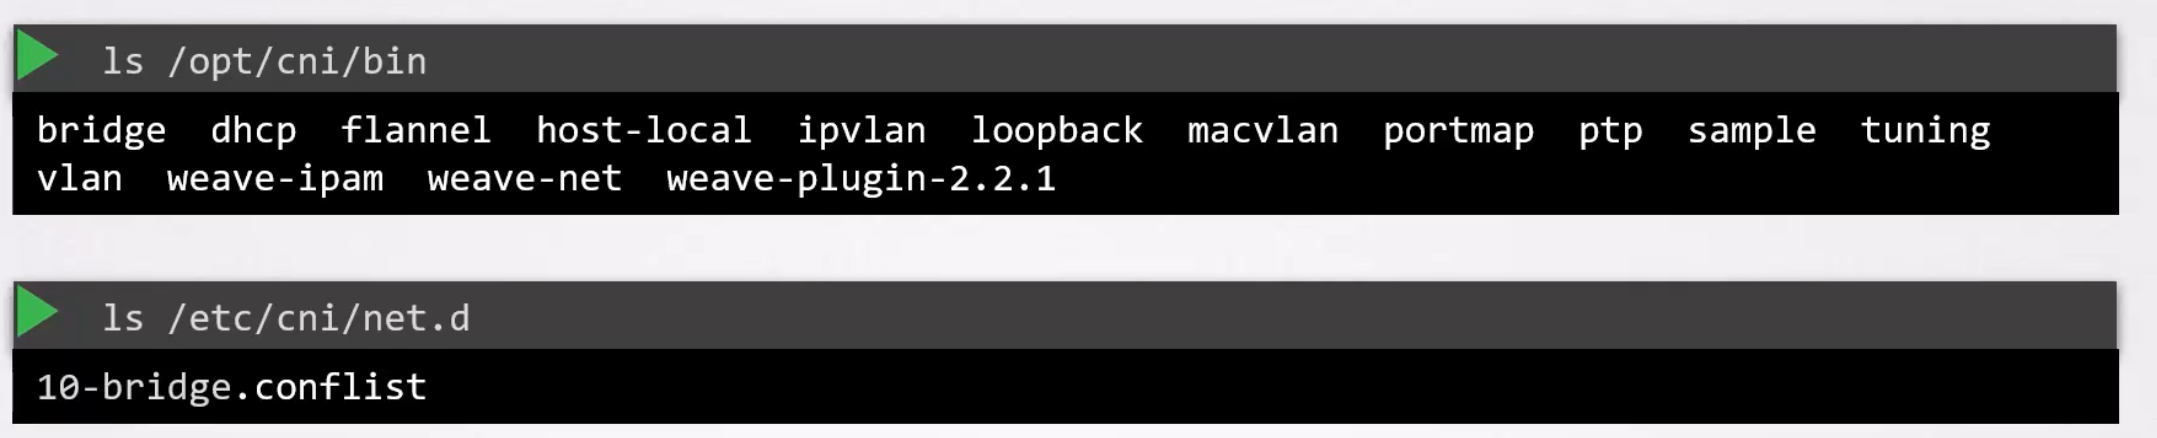 ls /opt/cni/bin
bridge dhcp flannel host-local ipvlan loopback macvlan portmap ptp sample tuning
vlan weave-ipam weave-net weave-plugin-2.2.1
ls /etc/cni/net.d
10-bridge.conflist